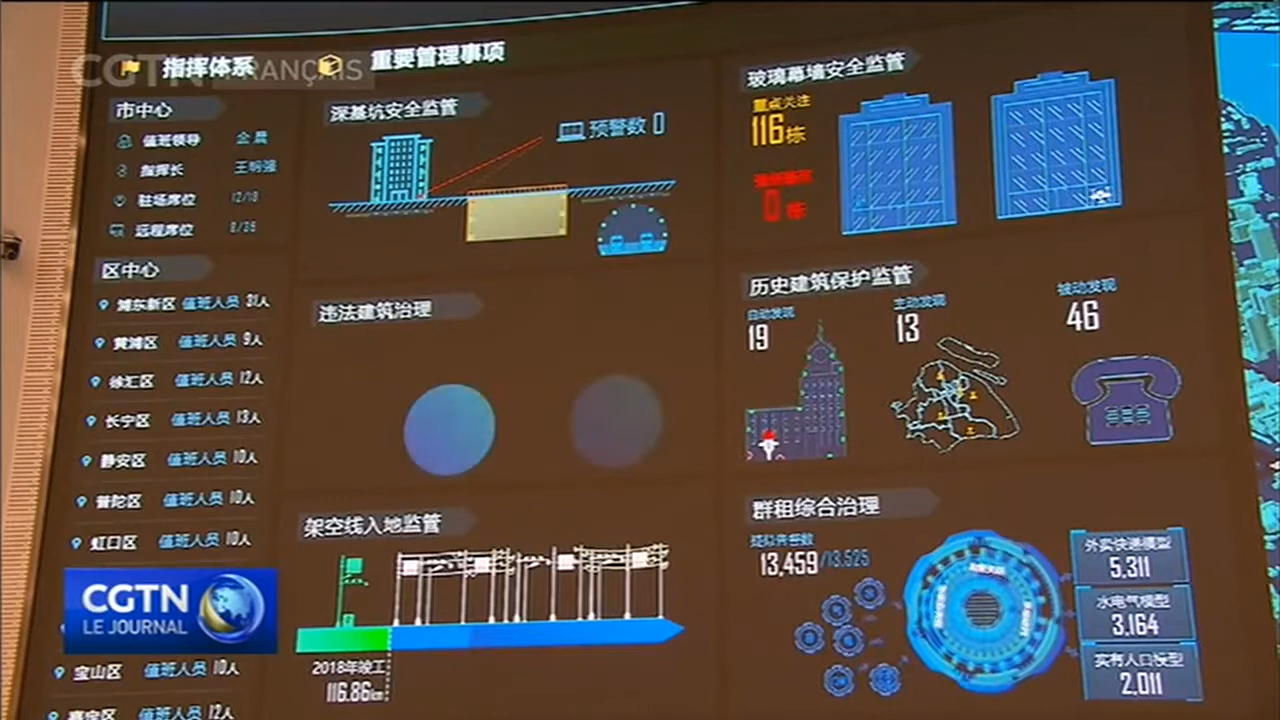 CGTN FRANÇAIS
指挥体系
市中心
值班领导
指挥长 王明强
驻场席位 12/18
远程席位
区中心
浦东新区 值班人员 31人
黄浦区 值班人员 9人
徐汇区 值班人员 12人
长宁区 值班人员 13人
静安区 值班人员 10人
普陀区 值班人员 10人
虹口区 值班人员 10人
宝山区 值班人员 10人
嘉定区 值班人员 12人
重要管理事项
深基坑安全监管
预警数 0
违法建筑治理
架空线入地监管
2018年竣工
116.86km
玻璃幕墙安全监管
重点关注
116栋
0栋
历史建筑保护监管
自动发现
19
主动发现
13
被动发现
46
群租综合治理
13,459/13,525
外卖快递模型
5,311
水电气模型
3,164
实有人口模型
2,011
CGTN
LE JOURNAL